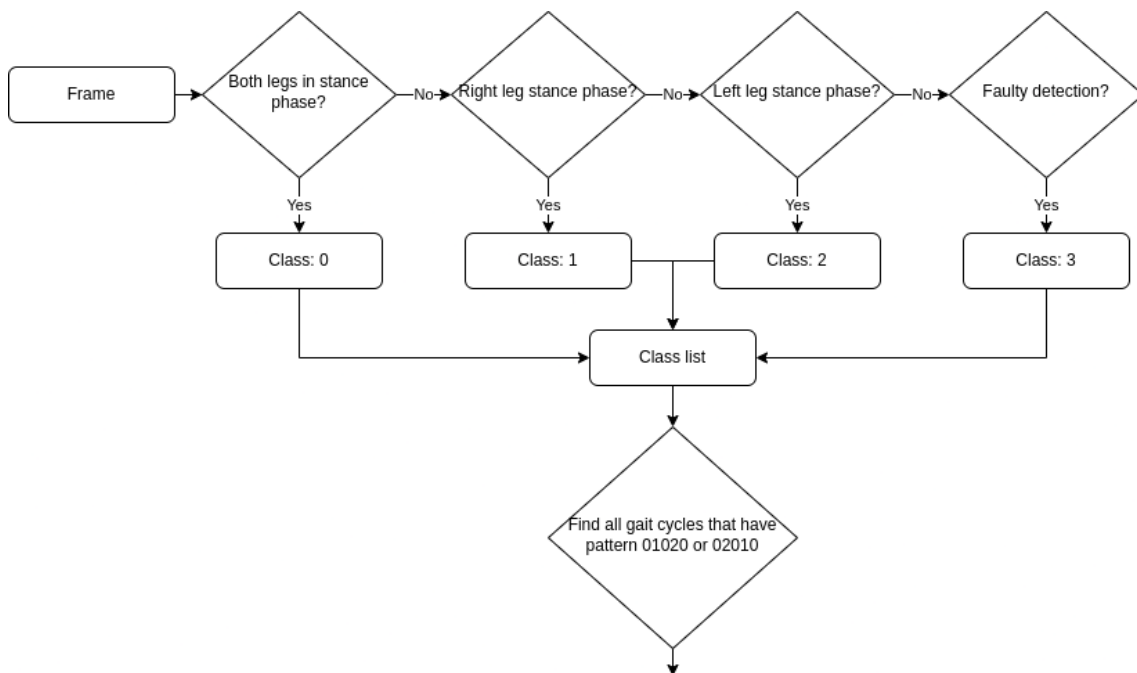 Frame
Both legs in stance
phase?
No
Right leg stance phase?
No
Left leg stance phase?
No
Faulty detection?
Yes
Yes
Yes
Yes
Class: 0
Class: 1
Class: 2
Class: 3
Class list
Find all gait cycles that have
pattern 01020 or 02010